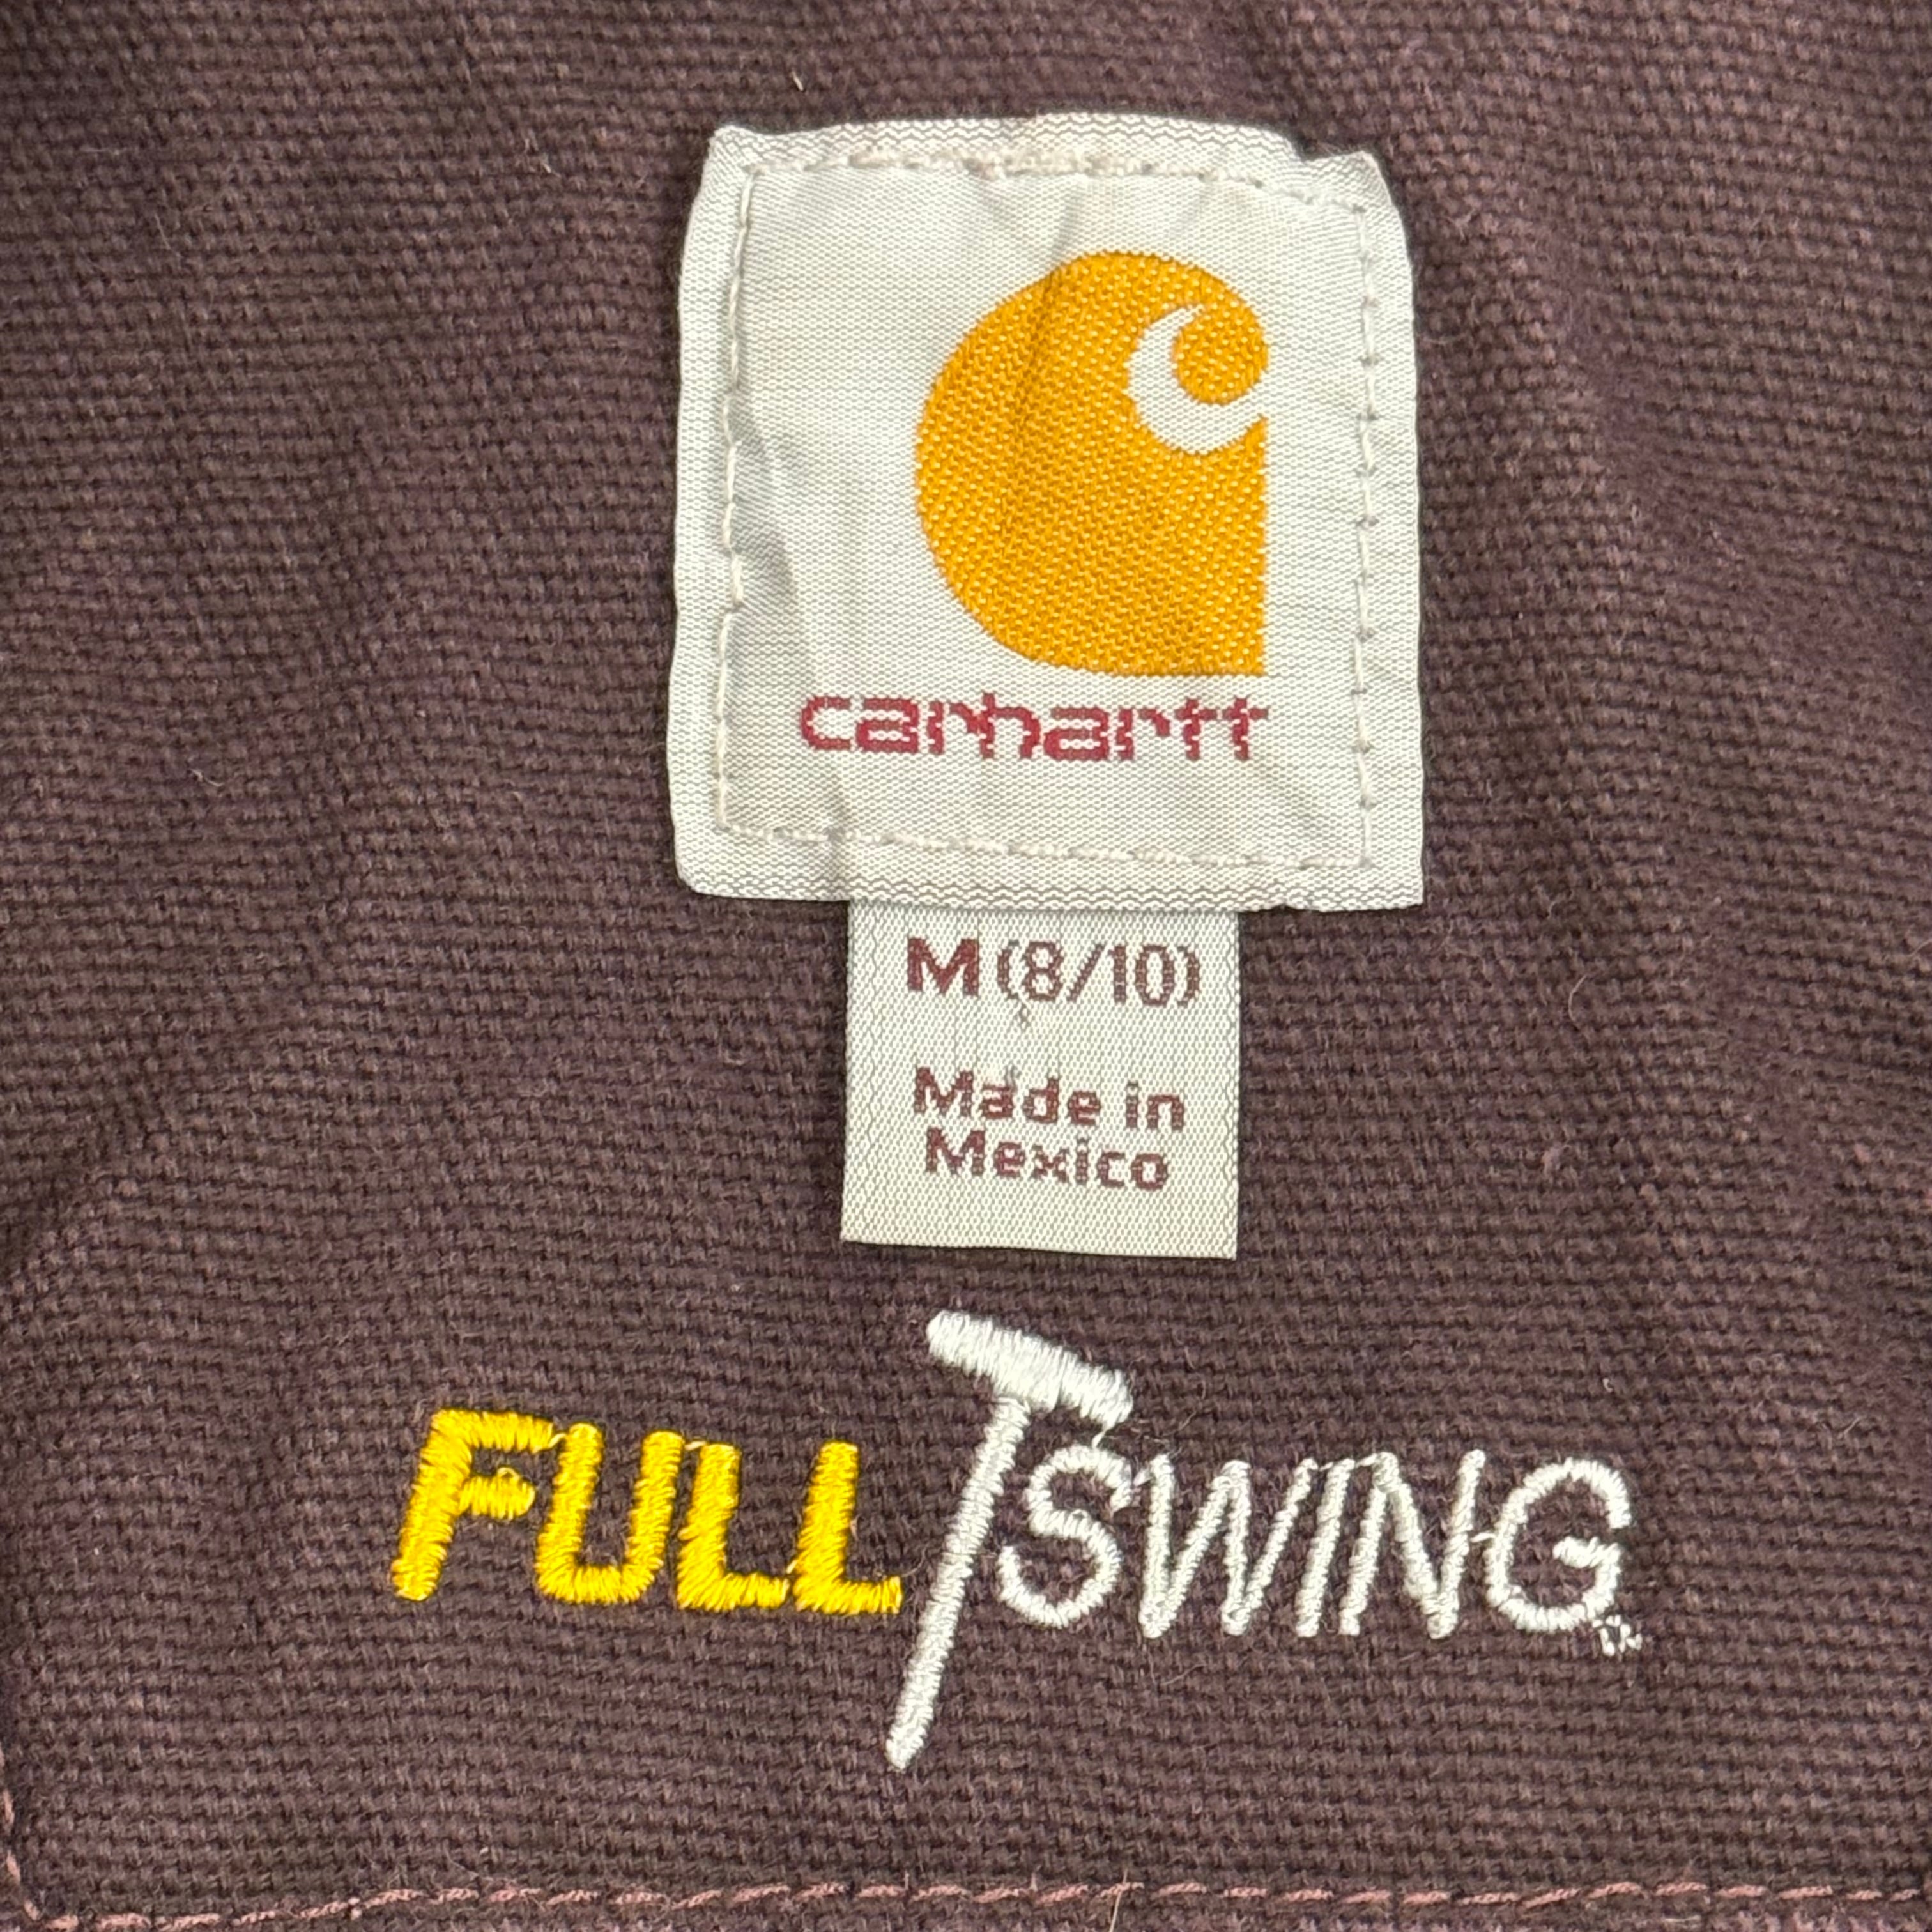 carhartt
M (8/10)
Made in
Mexico
FULL SWING